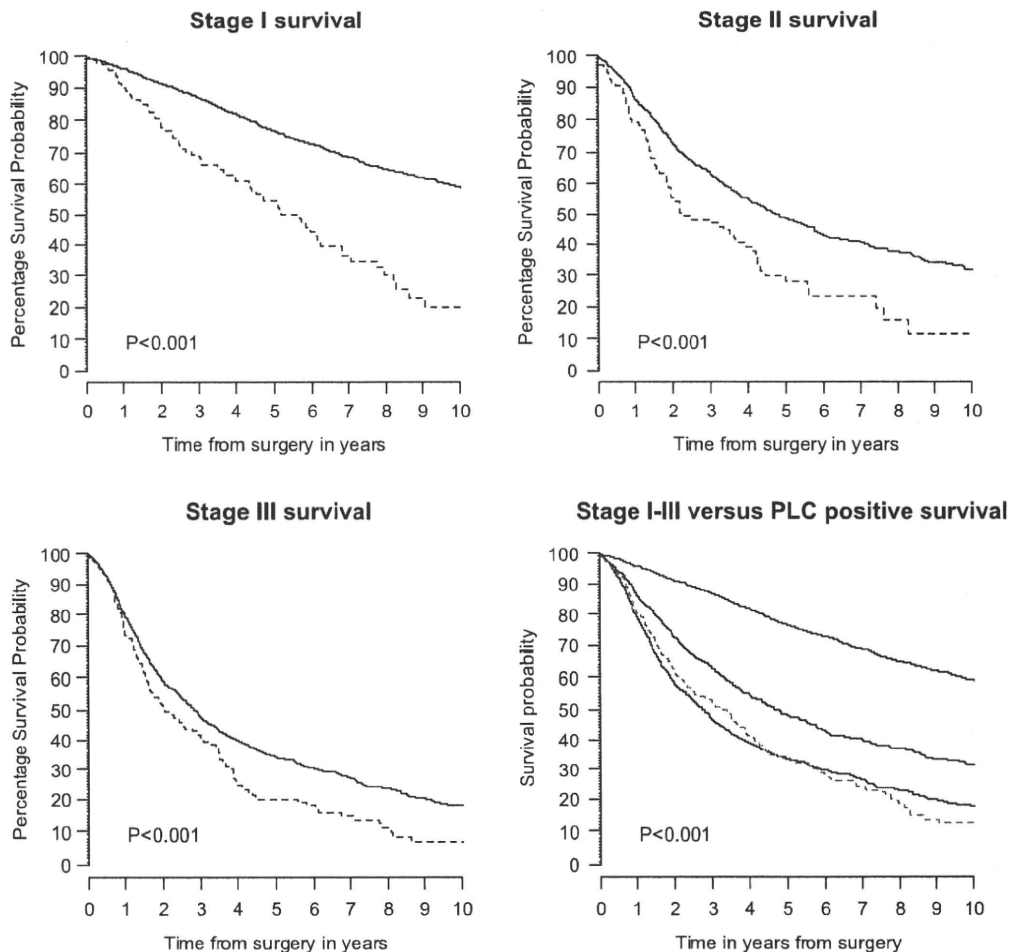 Stage I survival
Percentage Survival Probability
100
90
80
70
60
50
40
30
20
10
0
P<0.001
0 1 2 3 4 5 6 7 8 9 10
Time from surgery in years
Stage II survival
Percentage Survival Probability
100
90
80
70
60
50
40
30
20
10
0
P<0.001
0 1 2 3 4 5 6 7 8 9 10
Time from surgery in years
Stage III survival
Percentage Survival Probability
100
90
80
70
60
50
40
30
20
10
0
P<0.001
0 1 2 3 4 5 6 7 8 9 10
Time from surgery in years
Stage I-III versus PLC positive survival
Survival probability
100
90
80
70
60
50
40
30
20
10
0
P<0.001
0 1 2 3 4 5 6 7 8 9 10
Time in years from surgery